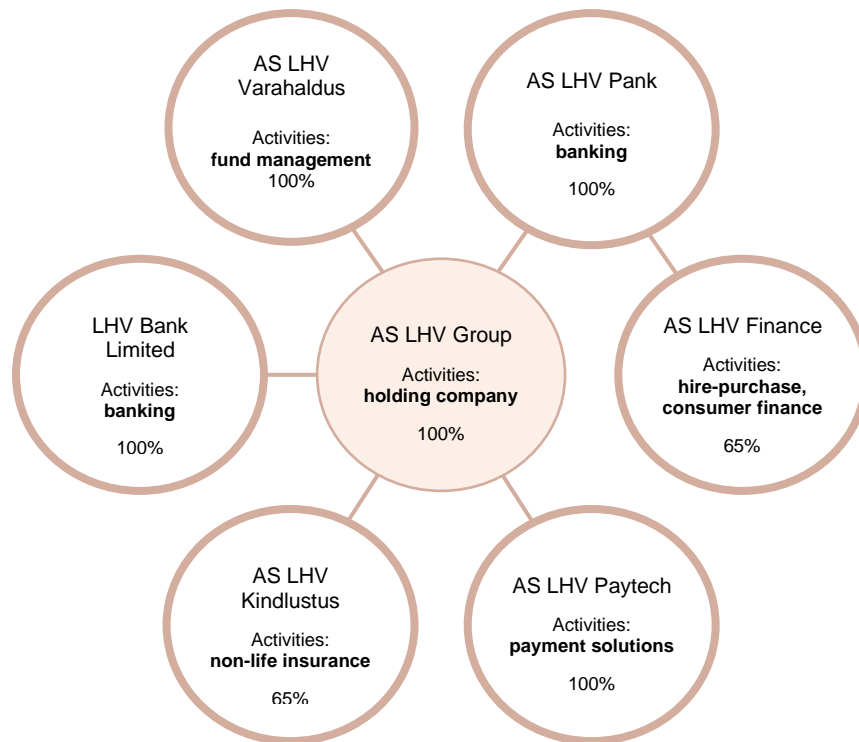 AS LHV
Varahaldus
Activities:
fund management
100%
AS LHV Pank
Activities:
banking
100%
LHV Bank
Limited
Activities:
banking
100%
AS LHV Group
Activities:
holding company
100%
AS LHV Finance
Activities:
hire-purchase,
consumer finance
65%
AS LHV
Kindlustus
Activities:
non-life insurance
65%
AS LHV Paytech
Activities:
payment solutions
100%